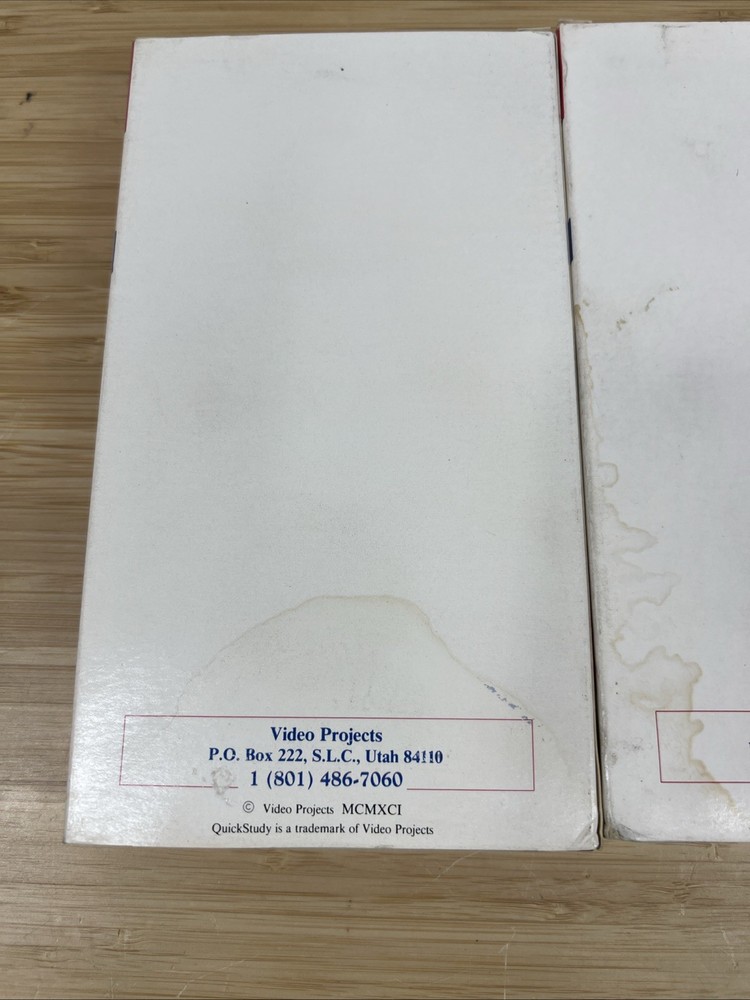 Video Projects
P.O. Box 222, S.L.C., Utah 84110
1 (801) 486-7060
© Video Projects MCMXCI
QuickStudy is a trademark of Video Projects